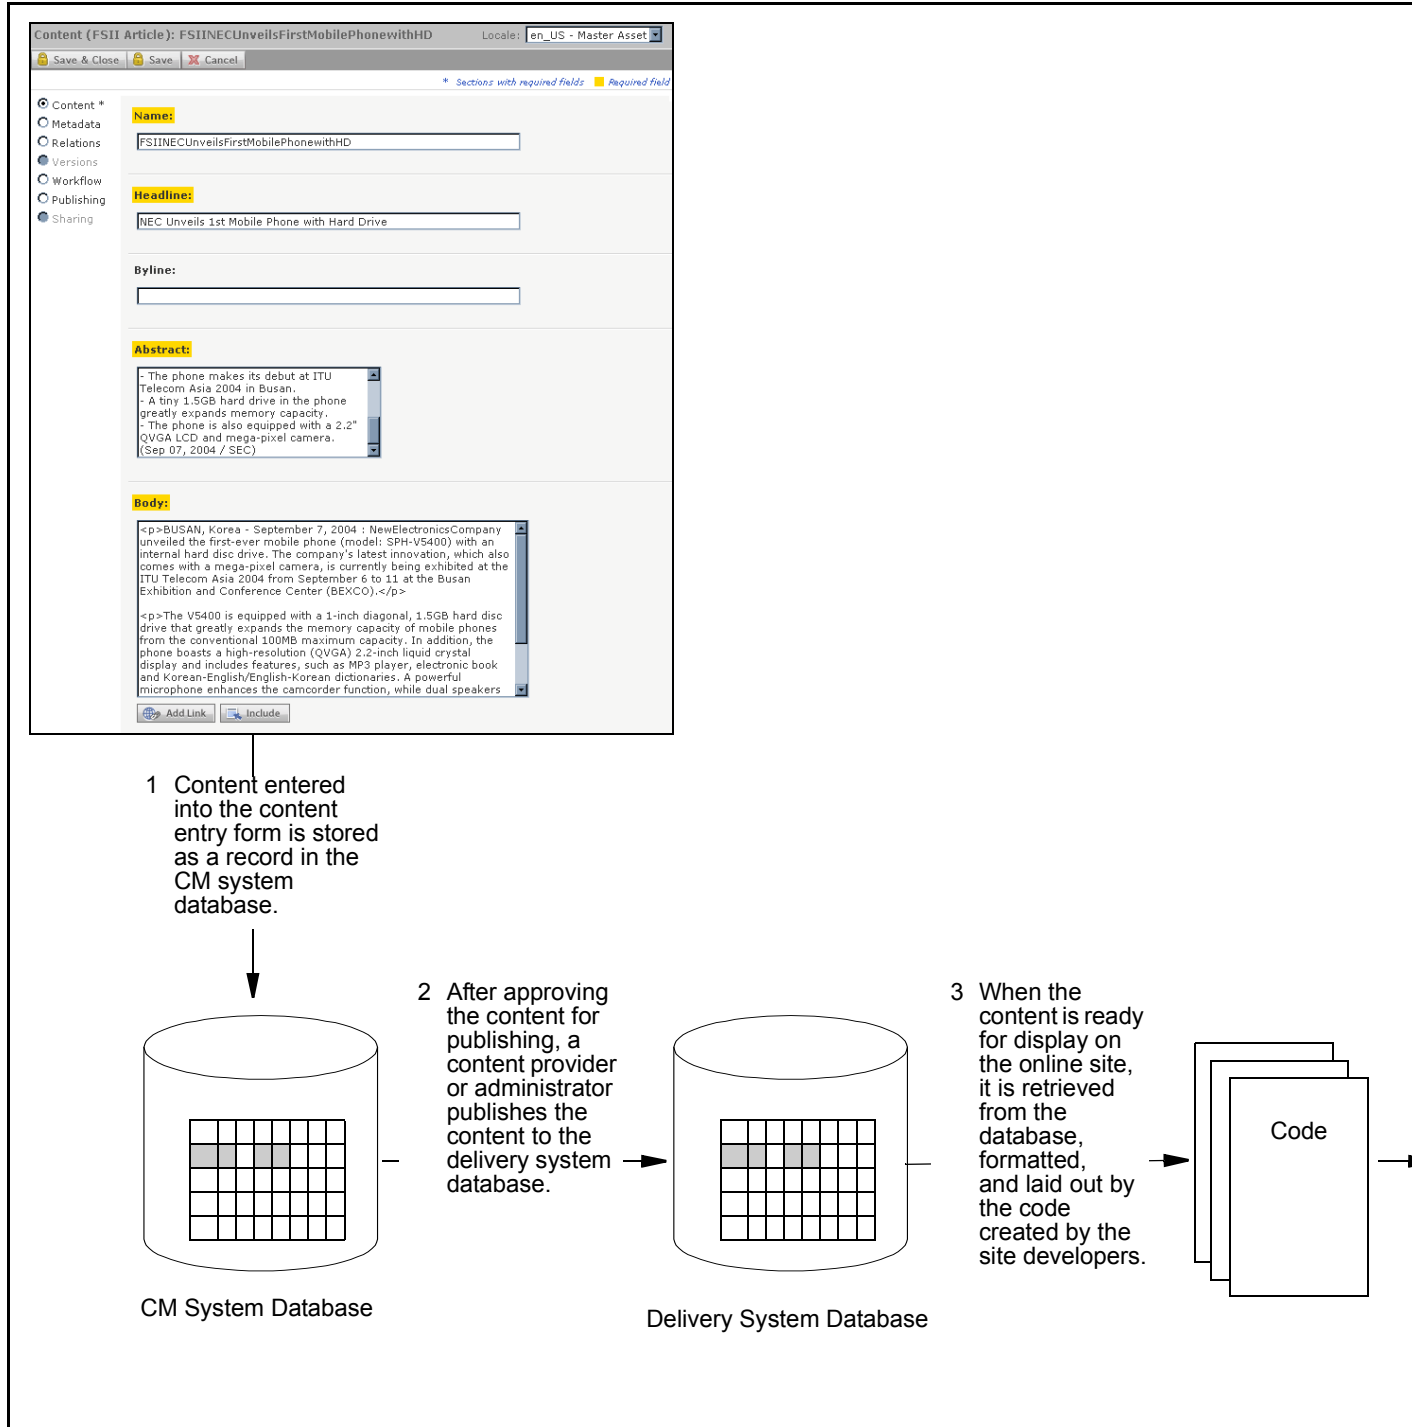 Content (FSII Article): FSIINECUnveilsFirstMobilePhonewithHD Locale: en_US - Master Asset
Save & Close Save Cancel
* Sections with required fields Required field
Content *
Metadata
Relations
Versions
Workflow
Publishing
Sharing
Name:
FSIINECUnveilsFirstMobilePhonewithHD
Headline:
NEC Unveils 1st Mobile Phone with Hard Drive
Byline:
Abstract:
- The phone makes its debut at ITU
Telecom Asia 2004 in Busan.
- A tiny 1.5GB hard drive in the phone
greatly expands memory capacity.
- The phone is also equipped with a 2.2"
QVGA LCD and mega-pixel camera.
(Sep 07, 2004 / SEC)
Body:
<p>BUSAN, Korea - September 7, 2004 : NewElectronicsCompany
unveiled the first-ever mobile phone (model: SPH-V5400) with an
internal hard disc drive. The company's latest innovation, which also
comes with a mega-pixel camera, is currently being exhibited at the
ITU Telecom Asia 2004 from September 6 to 11 at the Busan
Exhibition and Conference Center (BEXCO).</p>
<p>The V5400 is equipped with a 1-inch diagonal, 1.5GB hard disc
drive that greatly expands the memory capacity of mobile phones
from the conventional 100MB maximum capacity. In addition, the
phone boasts a high-resolution (QVGA) 2.2-inch liquid crystal
display and includes features, such as MP3 player, electronic book
and Korean-English/English-Korean dictionaries. A powerful
microphone enhances the camcorder function, while dual speakers
Add Link Include
1 Content entered
into the content
entry form is stored
as a record in the
CM system
database.
2 After approving
the content for
publishing, a
content provider
or administrator
publishes the
content to the
delivery system
database.
3 When the
content is ready
for display on
the online site,
it is retrieved
from the
database,
formatted,
and laid out by
the code
created by the
site developers.
Code
CM System Database
Delivery System Database